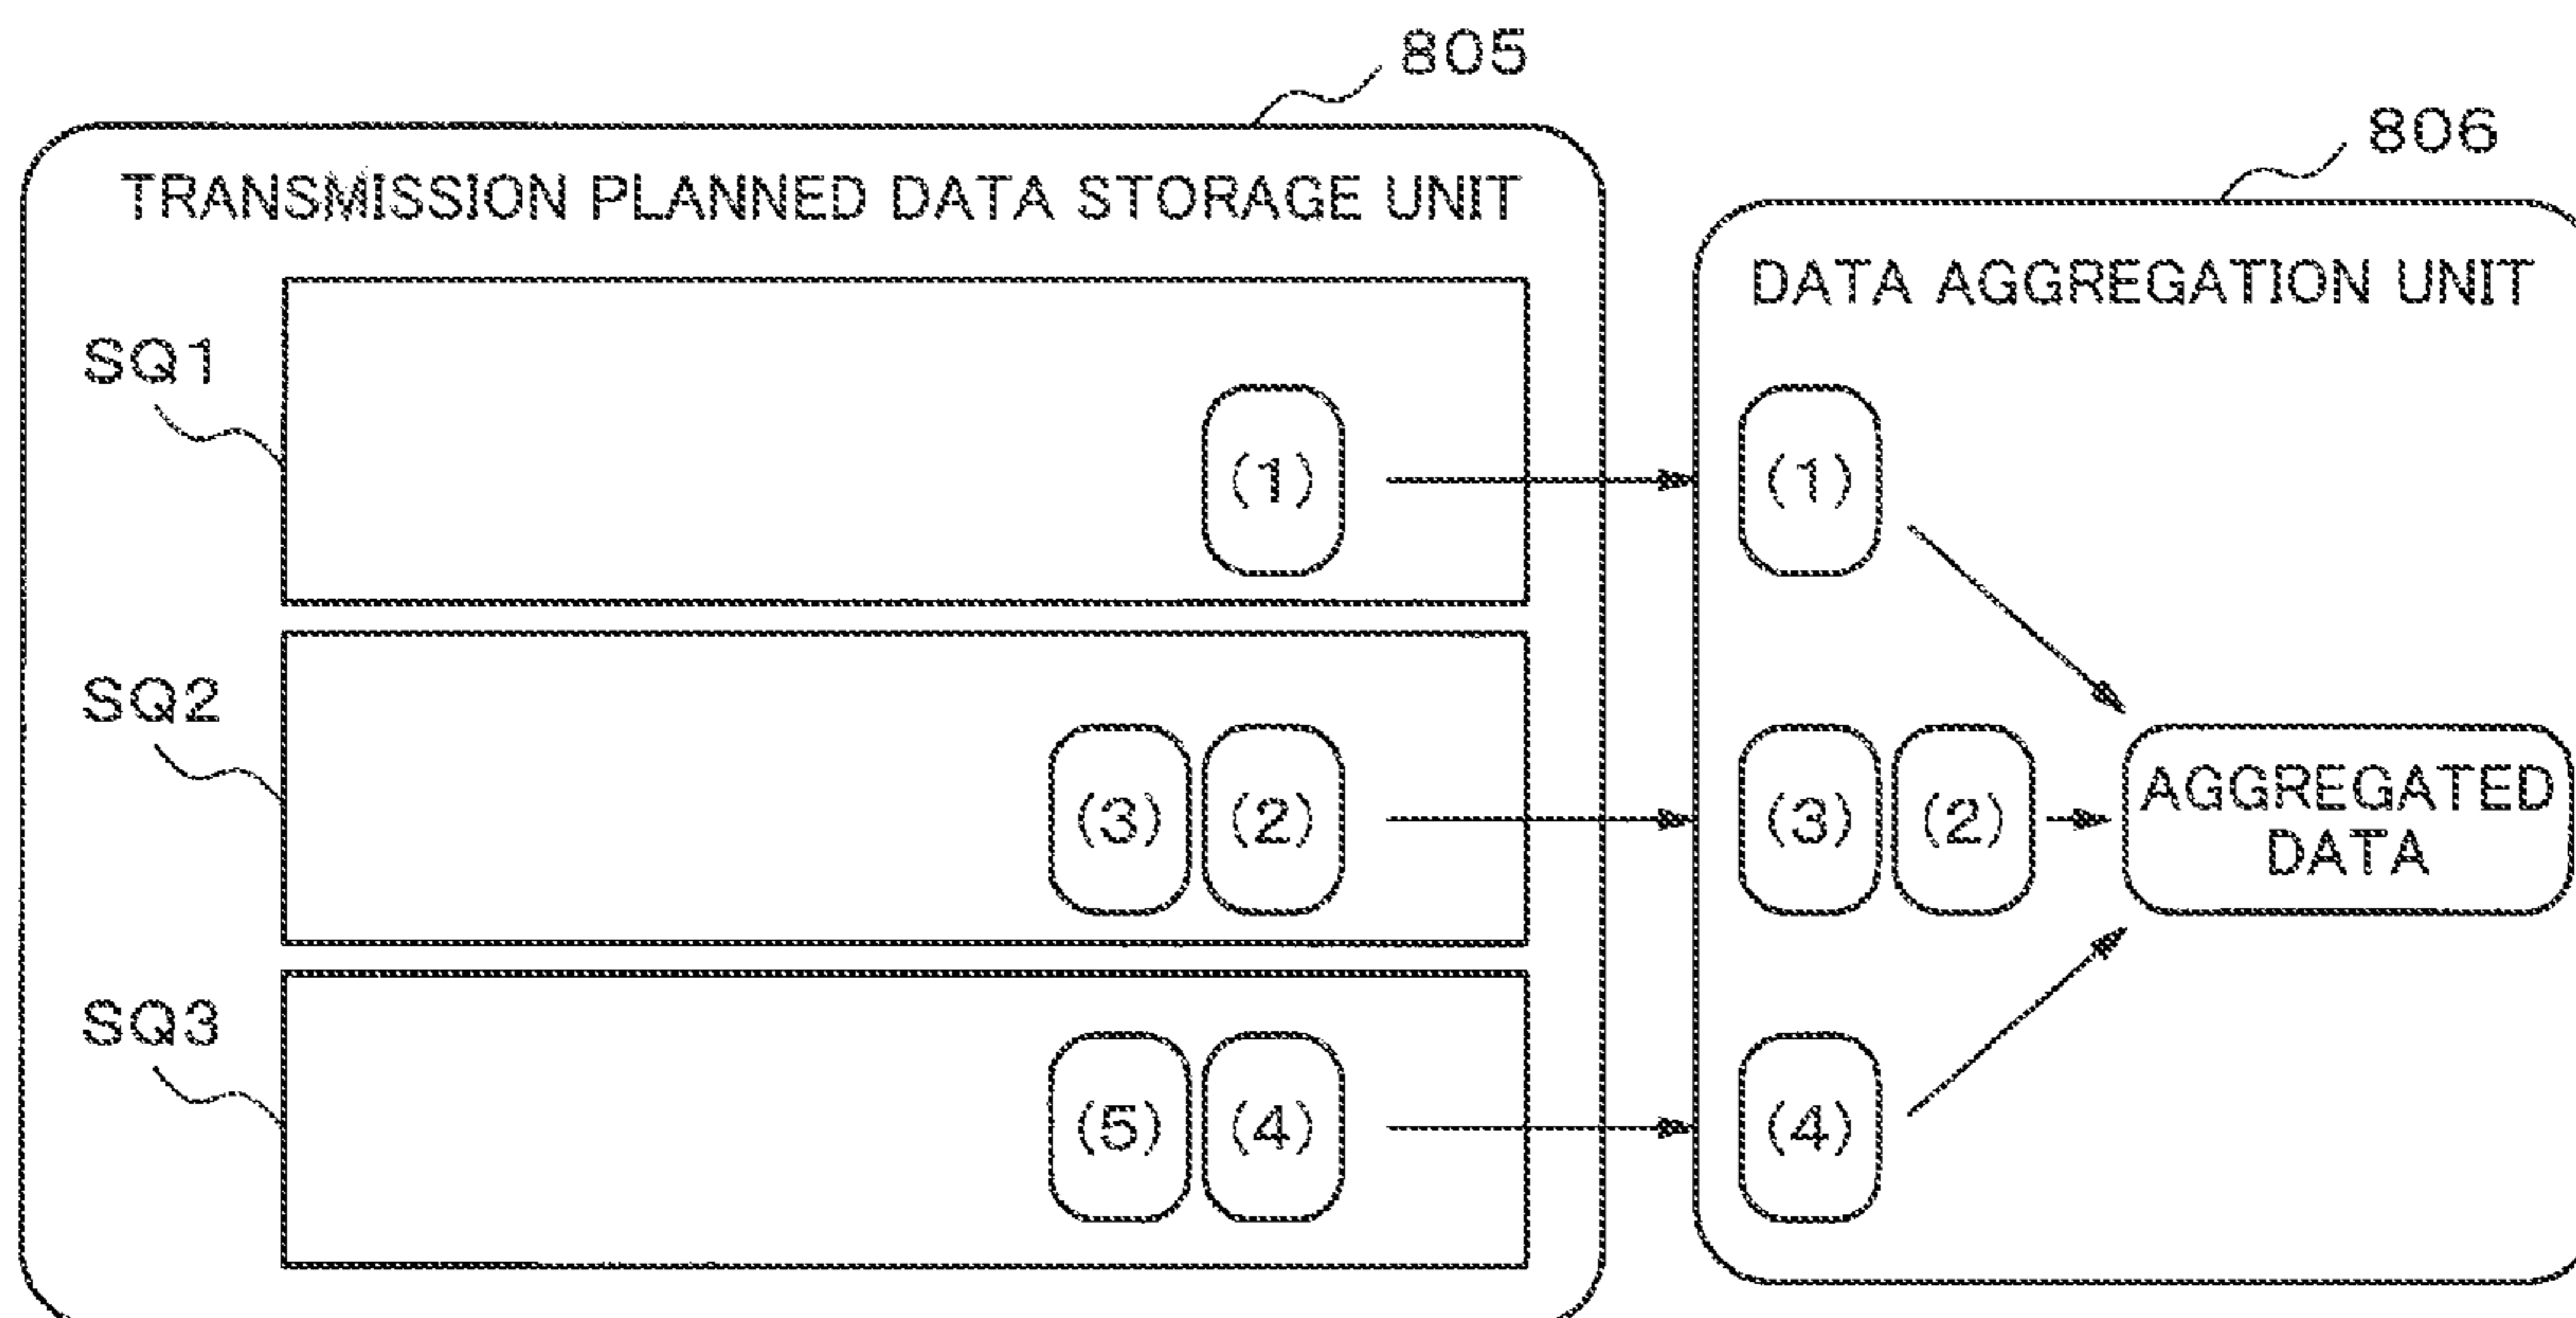 805
806
TRANSMISSION PLANNED DATA STORAGE UNIT
DATA AGGREGATION UNIT
SQ1
(1)
(1)
SQ2
(3) (2)
(3) (2)
AGGREGATED
DATA
SQ3
(5) (4)
(4)